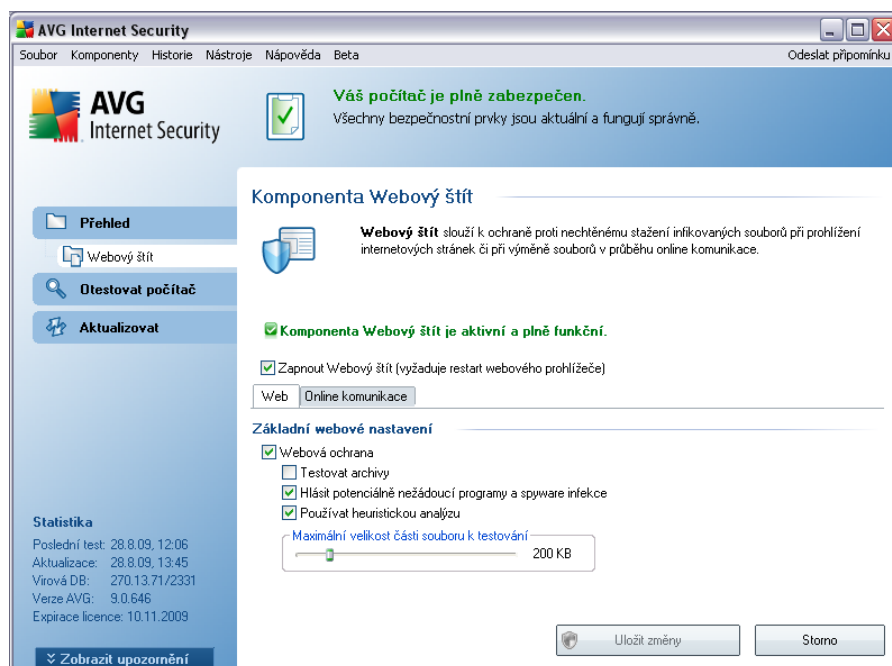 AVG Internet Security
Soubor Komponenty Historie Nástroje Nápověda Beta Odeslat připomínku
AVG
Internet Security
Váš počítač je plně zabezpečen.
Všechny bezpečnostní prvky jsou aktuální a fungují správně.
Přehled
Webový štít
Otestovat počítač
Aktualizovat
Komponenta Webový štít
Webový štít slouží k ochraně proti nechtěnému stažení infikovaných souborů při prohlížení
internetových stránek či při výměně souborů v průběhu online komunikace.
Komponenta Webový štít je aktivní a plně funkční.
Zapnout Webový štít (vyžaduje restart webového prohlížeče)
Web Online komunikace
Základní webové nastavení
Webová ochrana
Testovat archivy
Hlásit potenciálně nežádoucí programy a spyware infekce
Používat heuristickou analýzu
Maximální velikost části souboru k testování
200 KB
Statistika
Poslední test: 28.8.09, 12:06
Aktualizace: 28.8.09, 13:45
Virová DB: 270.13.71/2331
Verze AVG: 9.0.646
Expirace licence: 10.11.2009
Zobrazit upozornění
Uložit změny Storno